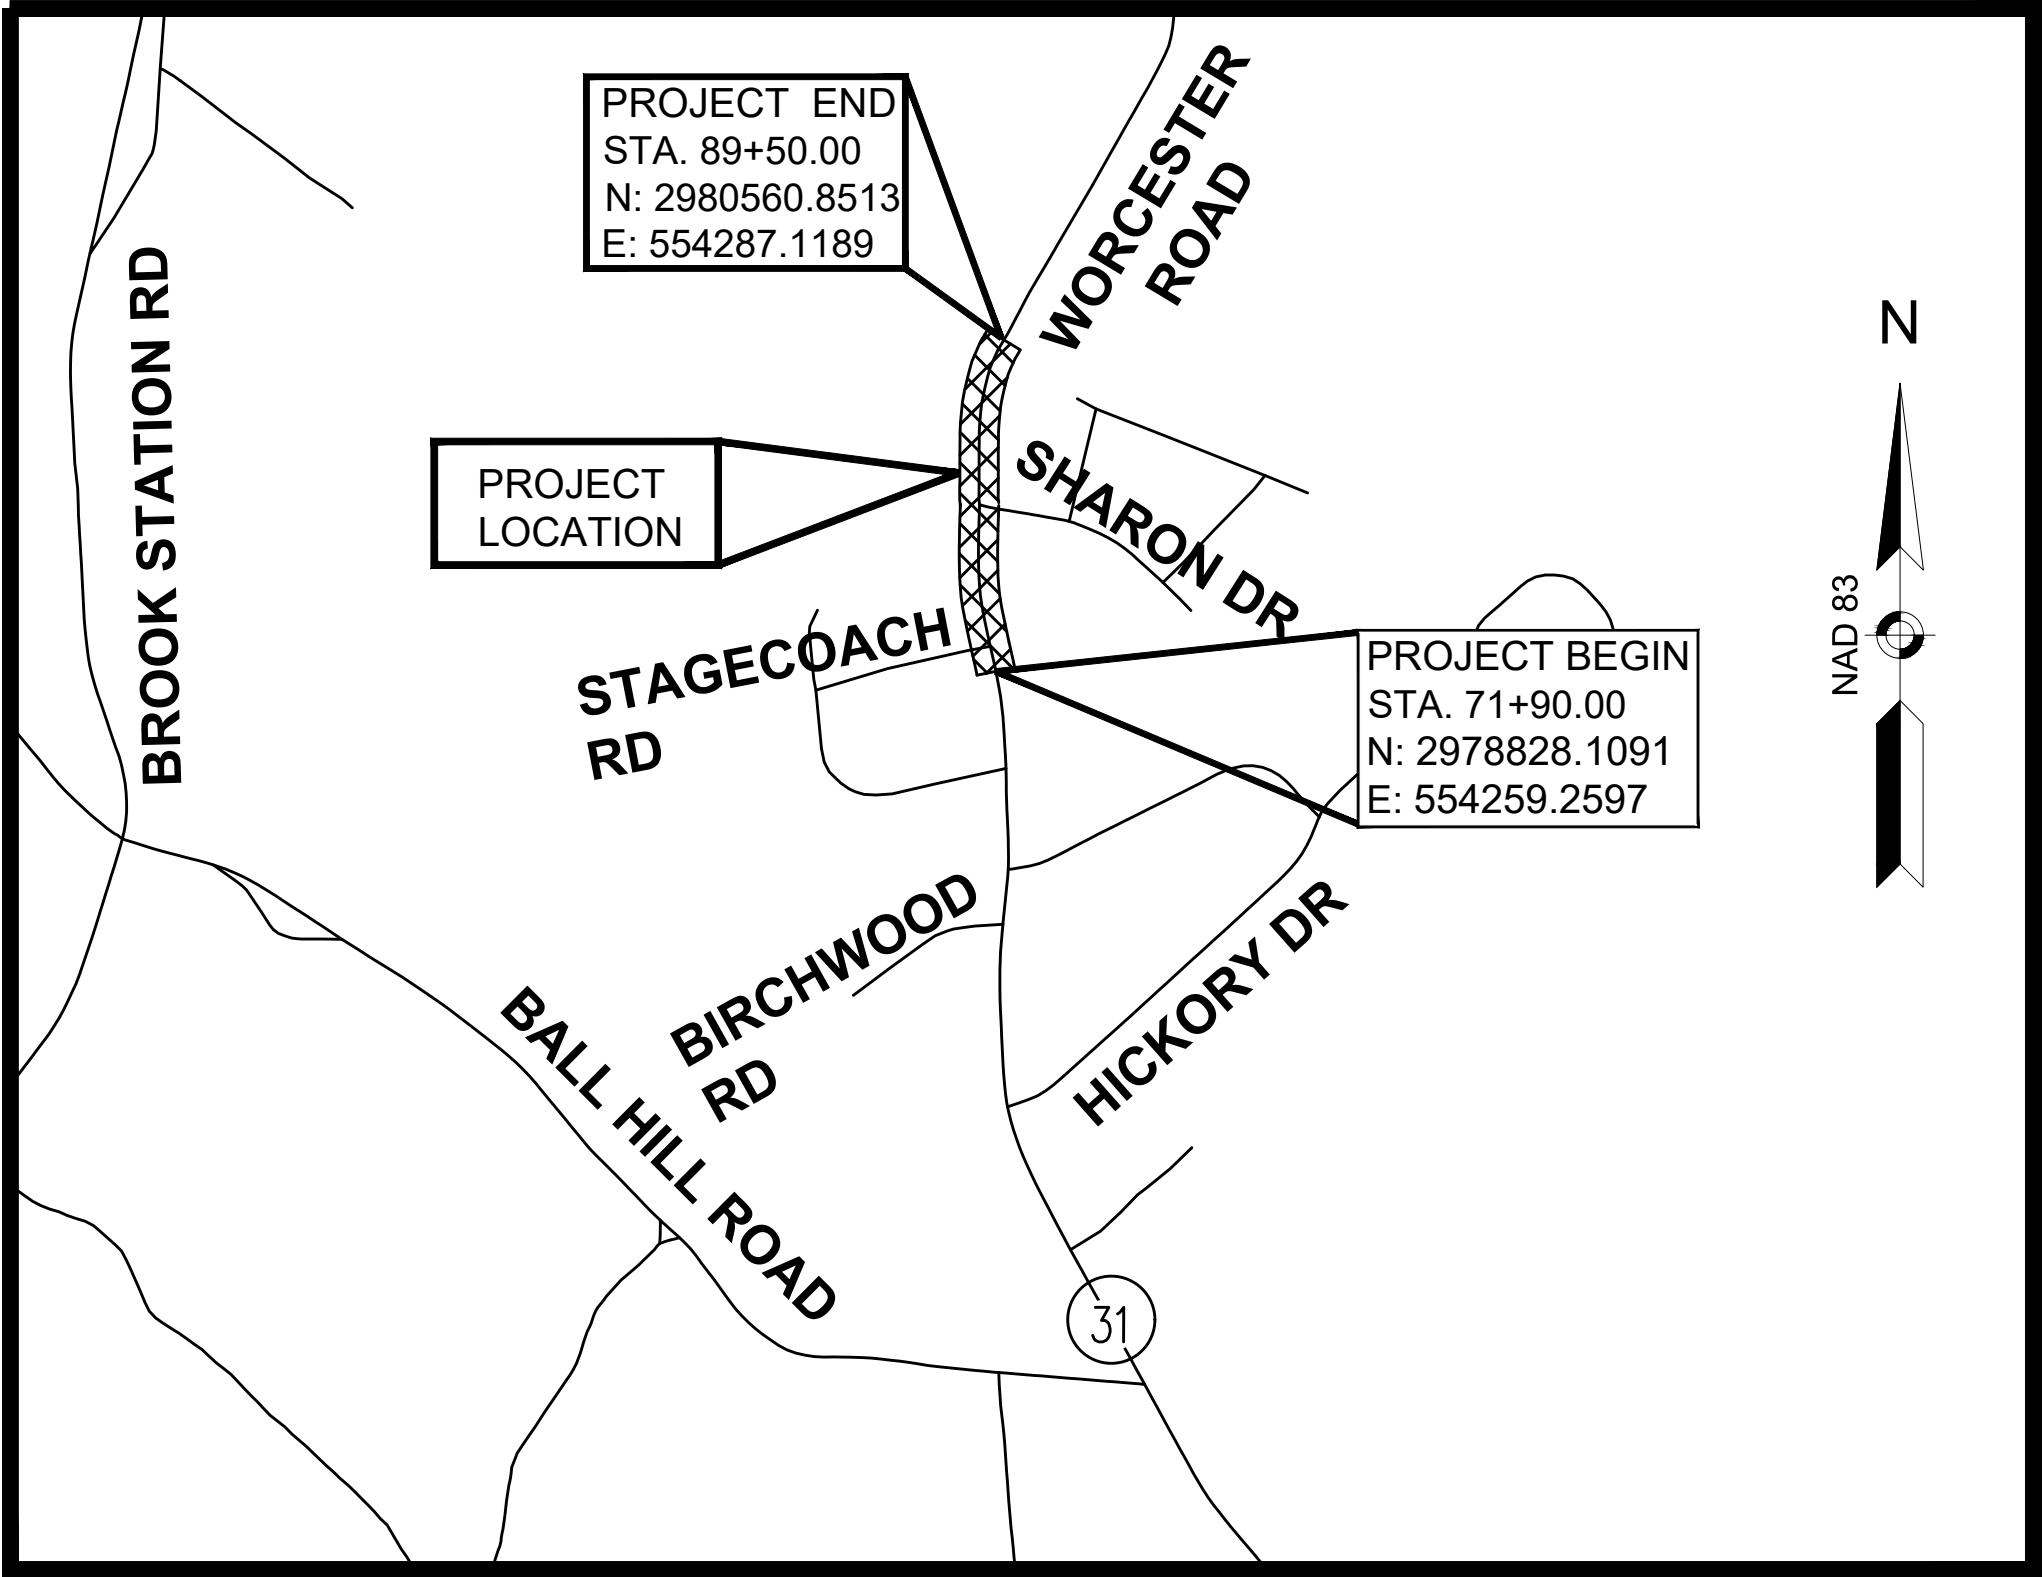 PROJECT  END
STA. 89+50.00
N: 2980560.8513
E: 554287.1189
WORCESTER
ROAD
BROOK STATION RD
N
PROJECT
LOCATION
SHARON DR
NAD 83
STAGECOACH
RD
PROJECT BEGIN
STA. 71+90.00
N: 2978828.1091
E: 554259.2597
BIRCHWOOD
RD
HICKORY DR
BALL HILL ROAD
31